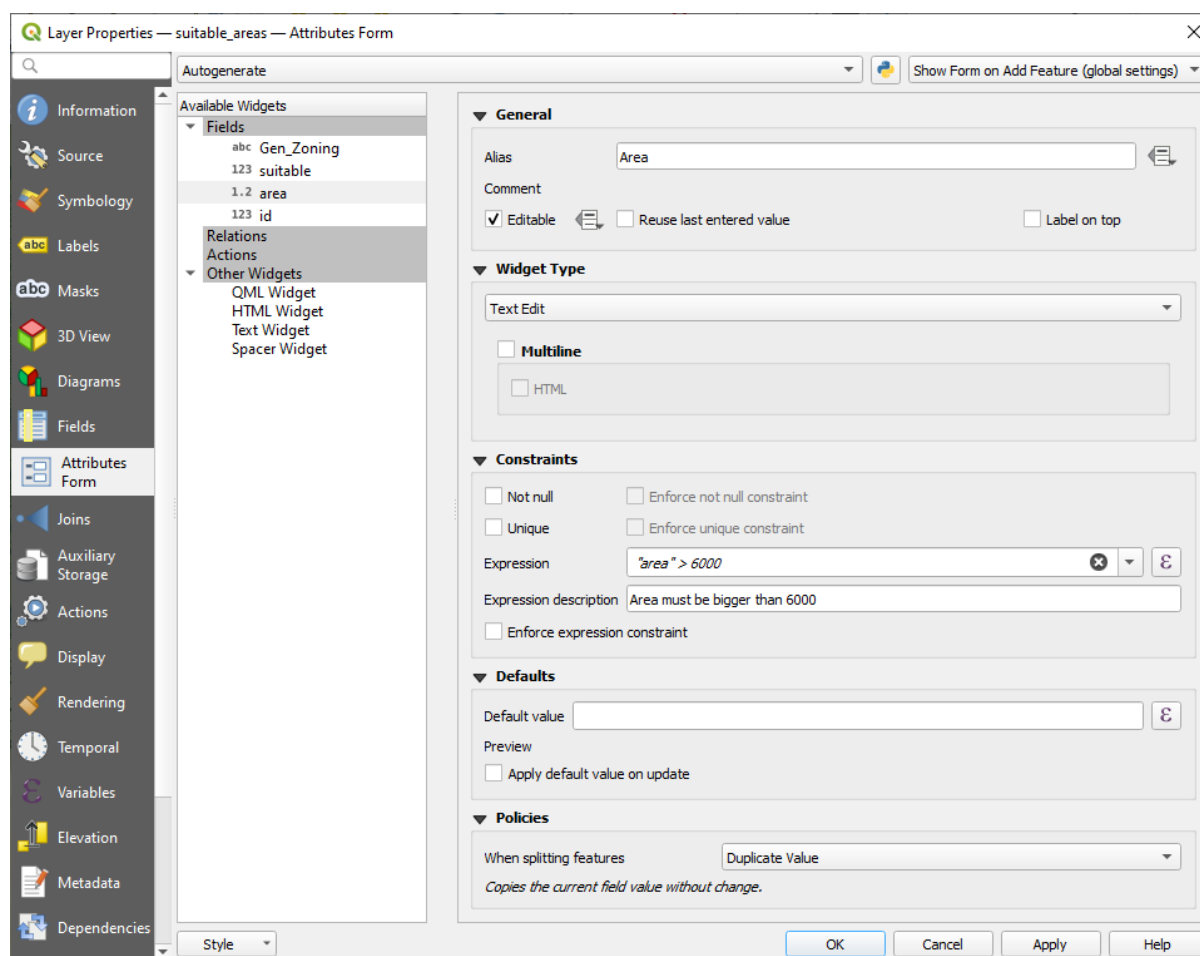 Layer Properties — suitable_areas — Attributes Form
Autogenerate
Show Form on Add Feature (global settings)
Information
Source
Symbology
abc Labels
abc Masks
3D View
Diagrams
Fields
Attributes
Form
Joins
Auxiliary
Storage
Actions
Display
Rendering
Temporal
Variables
Elevation
Metadata
Dependencies
Available Widgets
Fields
abc Gen_Zoning
123 suitable
1.2 area
123 id
Relations
Actions
Other Widgets
QML Widget
HTML Widget
Text Widget
Spacer Widget
General
Alias Area
Comment
Editable Reuse last entered value Label on top
Widget Type
Text Edit
Multiline
HTML
Constraints
Not null Enforce not null constraint
Unique Enforce unique constraint
Expression "area" > 6000 ε
Expression description Area must be bigger than 6000
Enforce expression constraint
Defaults
Default value ε
Preview
Apply default value on update
Policies
When splitting features Duplicate Value
Copies the current field value without change.
Style OK Cancel Apply Help